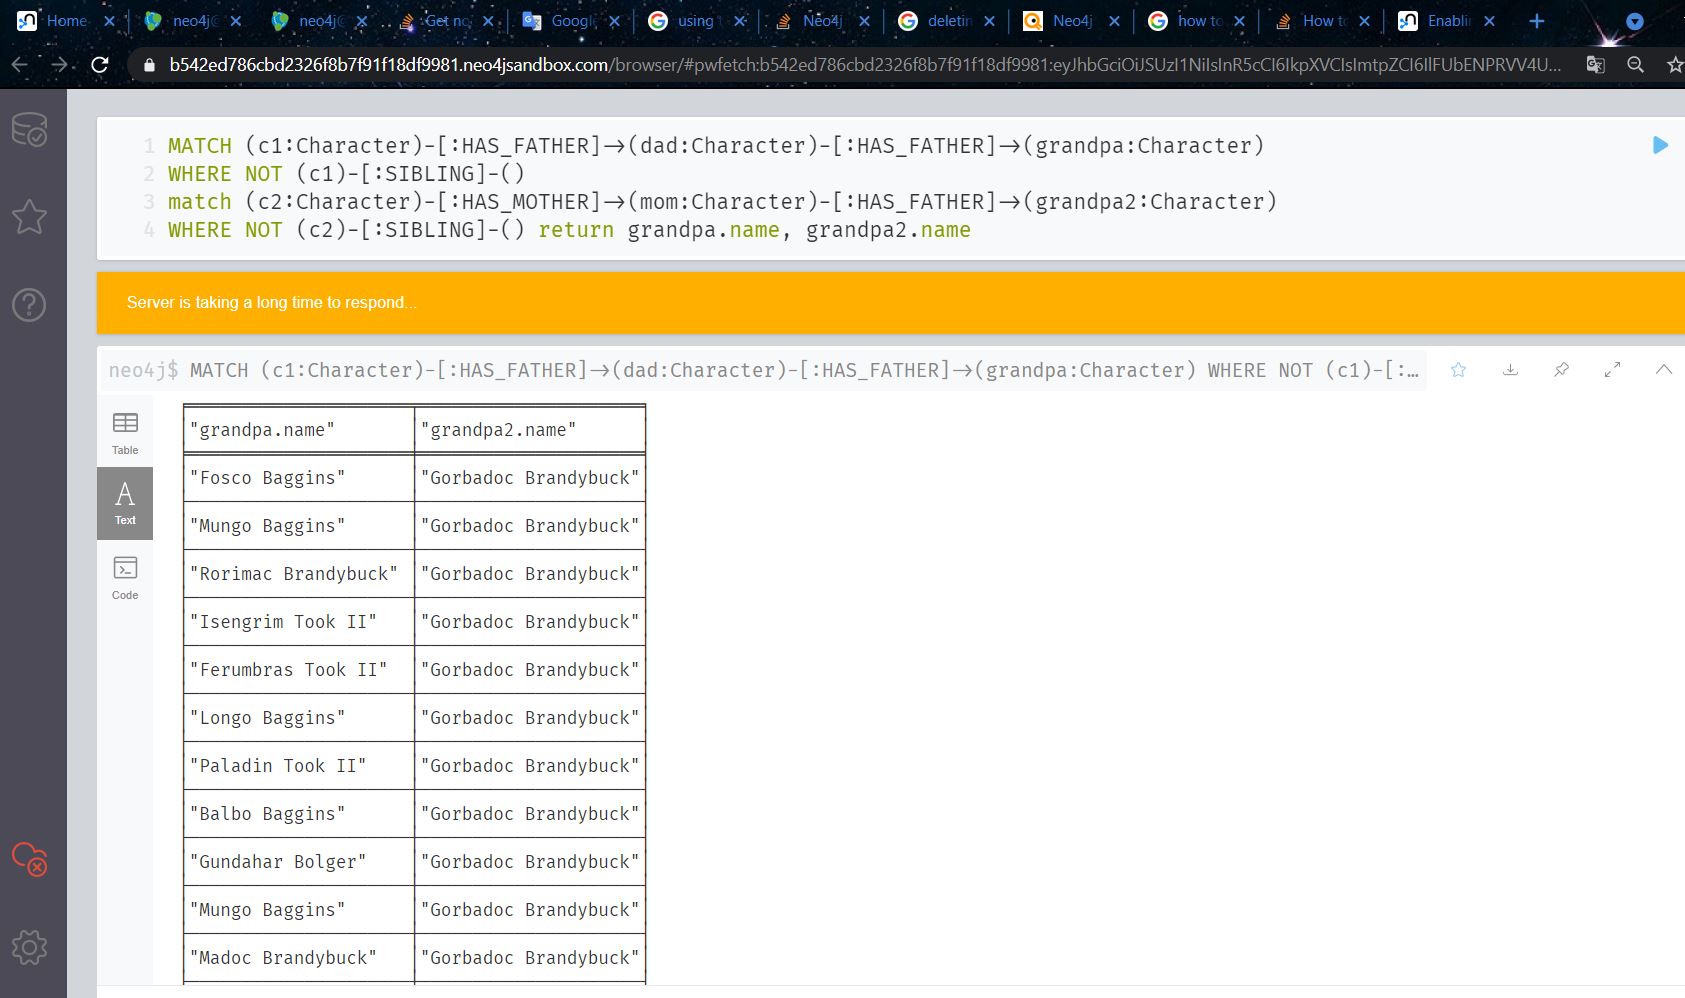 Home
neo4j@
neo4j@
Get no
Google
using
Neo4j
deletin
Neo4j
how to
How to
Enablin
b542ed786cbd2326f8b7f91f18df9981.neo4jsandbox.com/browser/#pwfetch:b542ed786cbd2326f8b7f91f18df9981:eyJhbGciOiJSUzI1NiIsInR5cCI6IkpXVCIsImtpZCI6IlFUbENPRVV4U...
1 MATCH (c1:Character)-[:HAS_FATHER]->(dad:Character)-[:HAS_FATHER]->(grandpa:Character)
2 WHERE NOT (c1)-[:SIBLING]-()
3 match (c2:Character)-[:HAS_MOTHER]->(mom:Character)-[:HAS_FATHER]->(grandpa2:Character)
4 WHERE NOT (c2)-[:SIBLING]-() return grandpa.name, grandpa2.name
Server is taking a long time to respond...
neo4j$ MATCH (c1:Character)-[:HAS_FATHER]->(dad:Character)-[:HAS_FATHER]->(grandpa:Character) WHERE NOT (c1)-[:…
Table
A
Text
Code
"grandpa.name" "grandpa2.name"
"Fosco Baggins" "Gorbadoc Brandybuck"
"Mungo Baggins" "Gorbadoc Brandybuck"
"Rorimac Brandybuck" "Gorbadoc Brandybuck"
"Isengrim Took II" "Gorbadoc Brandybuck"
"Ferumbras Took II" "Gorbadoc Brandybuck"
"Longo Baggins" "Gorbadoc Brandybuck"
"Paladin Took II" "Gorbadoc Brandybuck"
"Balbo Baggins" "Gorbadoc Brandybuck"
"Gundahar Bolger" "Gorbadoc Brandybuck"
"Mungo Baggins" "Gorbadoc Brandybuck"
"Madoc Brandybuck" "Gorbadoc Brandybuck"